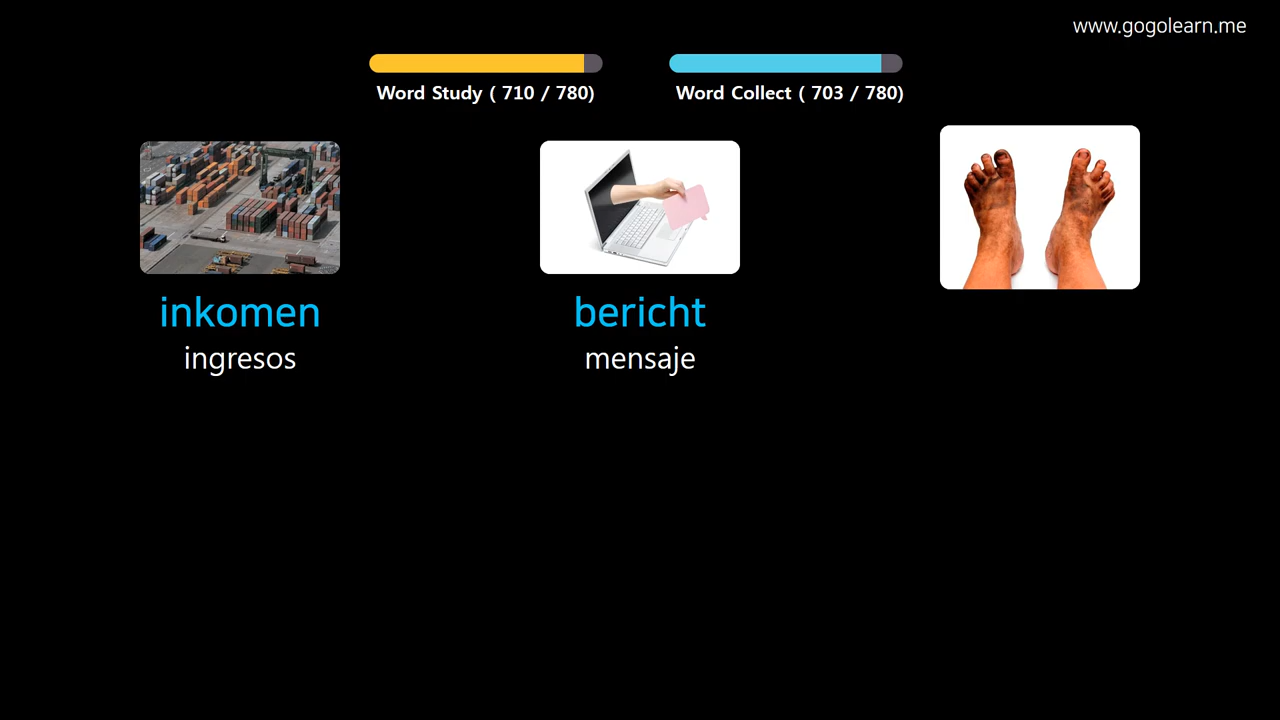 www.gogolearn.me
Word Study ( 710 / 780)
Word Collect ( 703 / 780)
inkomen
ingresos
bericht
mensaje